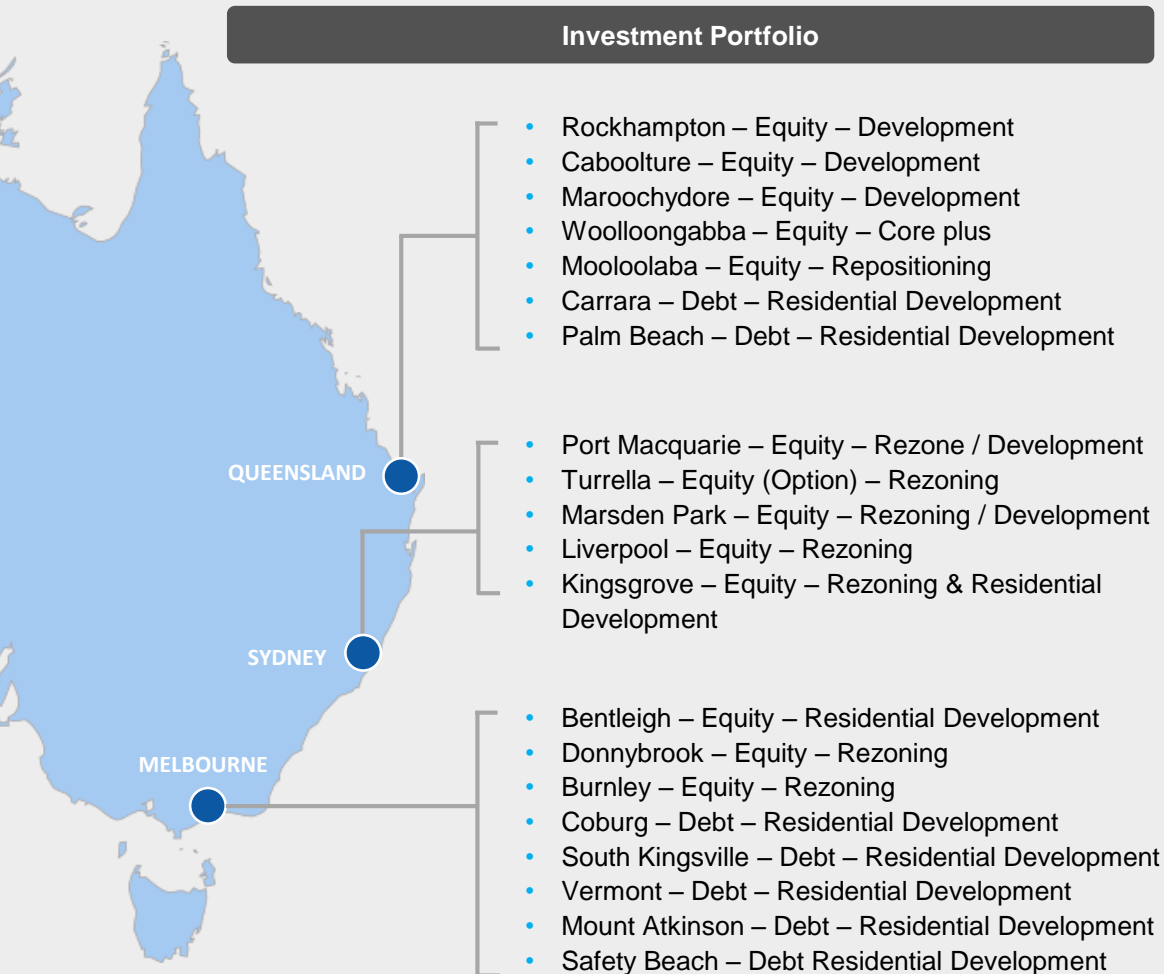 Investment Portfolio
• Rockhampton – Equity – Development
• Caboolture – Equity – Development
• Maroochydore – Equity – Development
• Woolloongabba – Equity – Core plus
• Mooloolaba – Equity – Repositioning
• Carrara – Debt – Residential Development
• Palm Beach – Debt – Residential Development
QUEENSLAND
• Port Macquarie – Equity – Rezone / Development
• Turrella – Equity (Option) – Rezoning
• Marsden Park – Equity – Rezoning / Development
• Liverpool – Equity – Rezoning
• Kingsgrove – Equity – Rezoning & Residential
Development
SYDNEY
MELBOURNE
• Bentleigh – Equity – Residential Development
• Donnybrook – Equity – Rezoning
• Burnley – Equity – Rezoning
• Coburg – Debt – Residential Development
• South Kingsville – Debt – Residential Development
• Vermont – Debt – Residential Development
• Mount Atkinson – Debt – Residential Development
• Safety Beach – Debt Residential Development